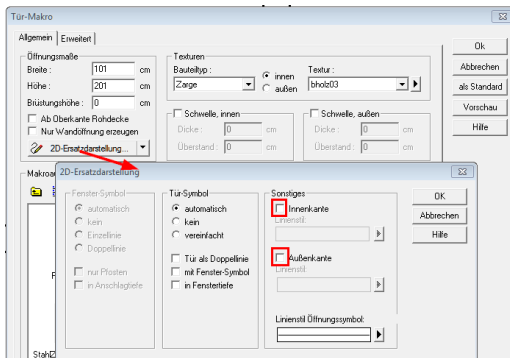 Tür-Makro
Allgemein Erweitert
Öffnungsmaße
Breite : 101 cm
Höhe : 201 cm
Brüstungshöhe : 0 cm
Ab Oberkante Rohdecke
Nur Wandöffnung erzeugen
2D-Ersatzdarstellung...
Texturen
Bauteiltyp :
Zarge
innen
außen
Textur :
bholz03
Schwelle, innen
Dicke : 0 cm
Überstand : 0 cm
Schwelle, außen
Dicke : 0 cm
Überstand : 0 cm
Ok
Abbrechen
als Standard
Vorschau
Hilfe
2D-Ersatzdarstellung
Fenster-Symbol
automatisch
kein
Einzellinie
Doppellinie
nur Pfosten
in Anschlagtiefe
Tür-Symbol
automatisch
kein
vereinfacht
Tür als Doppellinie
mit Fenster-Symbol
in Fenstertiefe
Sonstiges
Innenkante
Linienstil:
Außenkante
Linienstil:
Linienstil Öffnungssymbol:
OK
Abbrechen
Hilfe